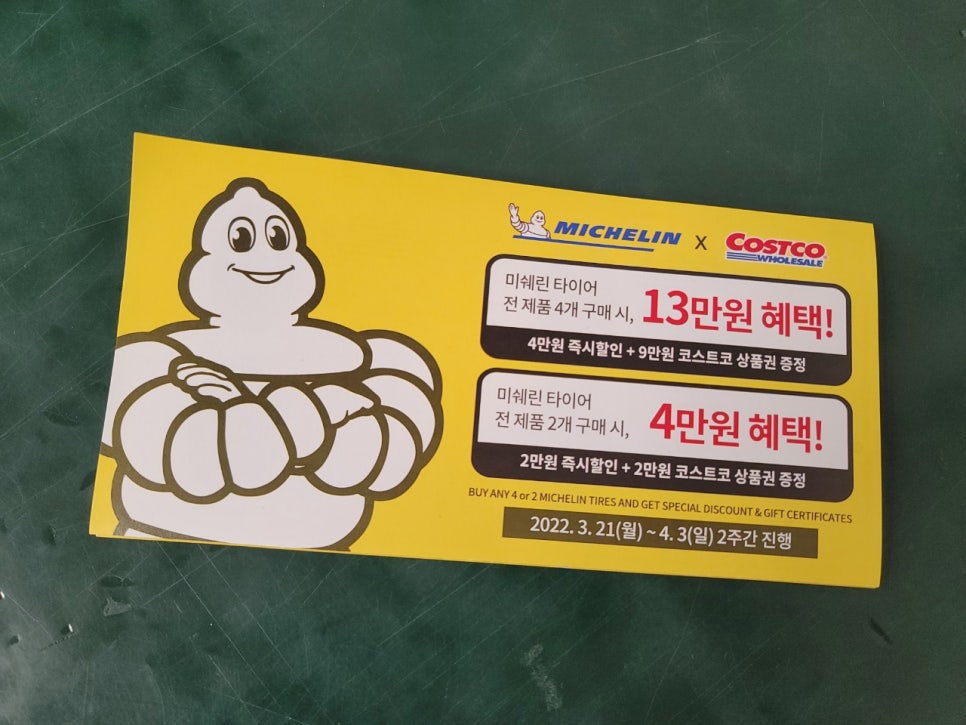 MICHELIN X COSTCO
WHOLESALE
미쉐린 타이어
전 제품 4개 구매 시, 13만원 혜택!
4만원 즉시할인 + 9만원 코스트코 상품권 증정
미쉐린 타이어
전 제품 2개 구매 시, 4만원 혜택!
2만원 즉시할인 + 2만원 코스트코 상품권 증정
BUY ANY 4 or 2 MICHELIN TIRES AND GET SPECIAL DISCOUNT & GIFT CERTIFICATES
2022. 3. 21(월) ~ 4. 3(일) 2주간 진행